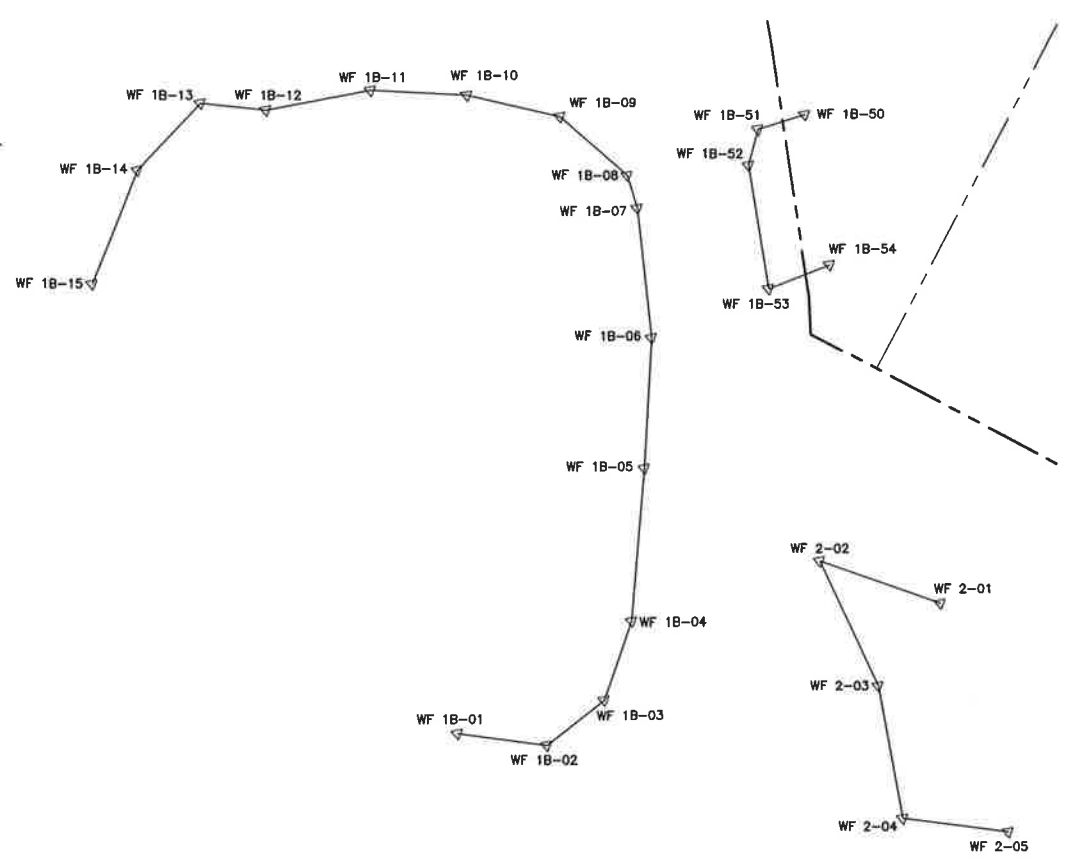 WF 1B-11
WF 1B-10
WF 1B-13
WF 1B-12
WF 1B-09
WF 1B-51
WF 1B-50
WF 1B-52
WF 1B-14
WF 1B-08
WF 1B-07
WF 1B-54
WF 1B-15
WF 1B-53
WF 1B-06
WF 1B-05
WF 2-02
WF 2-01
WF 1B-04
WF 2-03
WF 1B-03
WF 1B-01
WF 1B-02
WF 2-04
WF 2-05